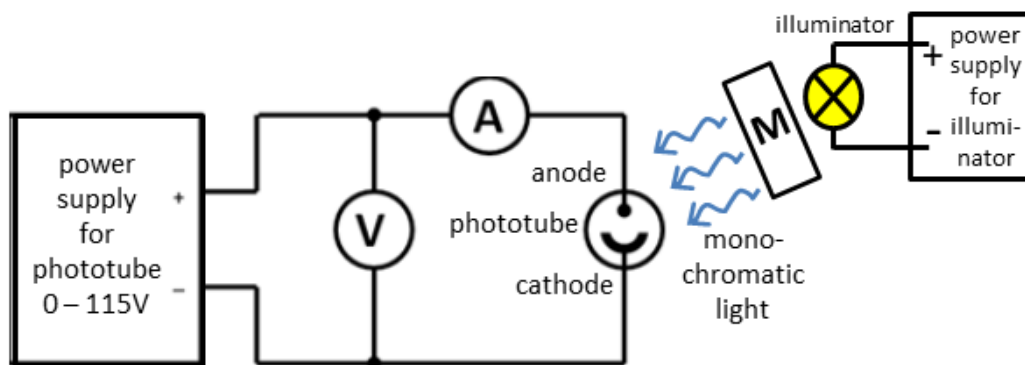 illuminator
power
supply
for
illumi-
nator
+
-
M
A
V
power
supply
for
phototube
0 – 115V
+
−
anode
phototube
cathode
mono-
chromatic
light